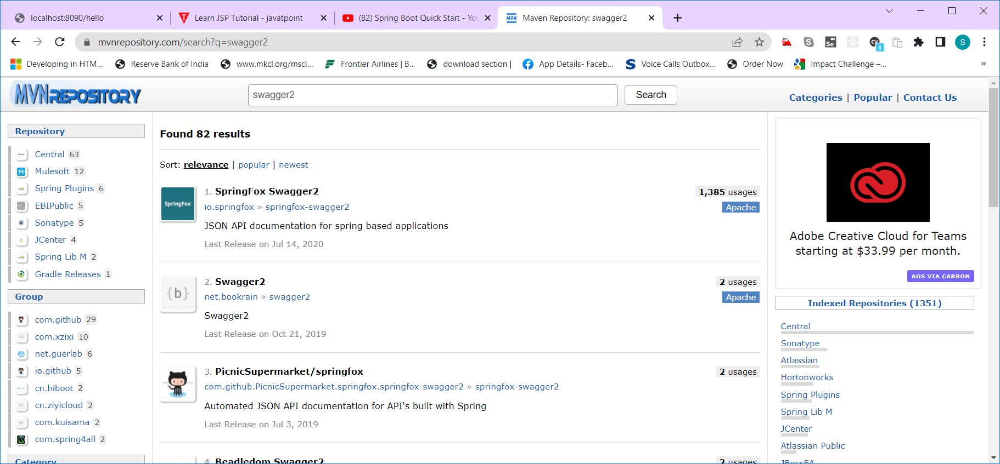 localhost:8090/hello
Learn JSP Tutorial - javatpoint
(82) Spring Boot Quick Start - You
Maven Repository: swagger2
mvnrepository.com/search?q=swagger2
Se
cy
1
S
Developing in HTM...
Reserve Bank of India
www.mkcl.org/msci...
Frontier Airlines | B...
download section |
App Details- Faceb...
Voice Calls Outbox...
Order Now
Impact Challenge –...
»
MVNREPOSITORY
swagger2
Search
Categories | Popular | Contact Us
Repository
Central 63
Mulesoft 12
Spring Plugins 6
EBIPublic 5
Sonatype 5
JCenter 4
Spring Lib M 2
Gradle Releases 1
Group
com.github 29
com.xzixi 10
net.guerlab 6
io.github 5
cn.hiboot 2
cn.ziyicloud 2
com.kuisama 2
com.spring4all 2
Category
Found 82 results
Sort: relevance | popular | newest
SpringFox
1. SpringFox Swagger2
1,385 usages
io.springfox » springfox-swagger2
Apache
JSON API documentation for spring based applications
Last Release on Jul 14, 2020
{b}
2. Swagger2
2 usages
net.bookrain » swagger2
Apache
Swagger2
Last Release on Oct 21, 2019
3. PicnicSupermarket/springfox
2 usages
com.github.PicnicSupermarket.springfox.springfox-swagger2 » springfox-swagger2
Automated JSON API documentation for API's built with Spring
Last Release on Jul 3, 2019
4. Beadledom Swagger2
2 usages
Adobe Creative Cloud for Teams
starting at $33.99 per month.
ADS VIA CARBON
Indexed Repositories (1351)
Central
Sonatype
Atlassian
Hortonworks
Spring Plugins
Spring Lib M
JCenter
Atlassian Public
JBossEA